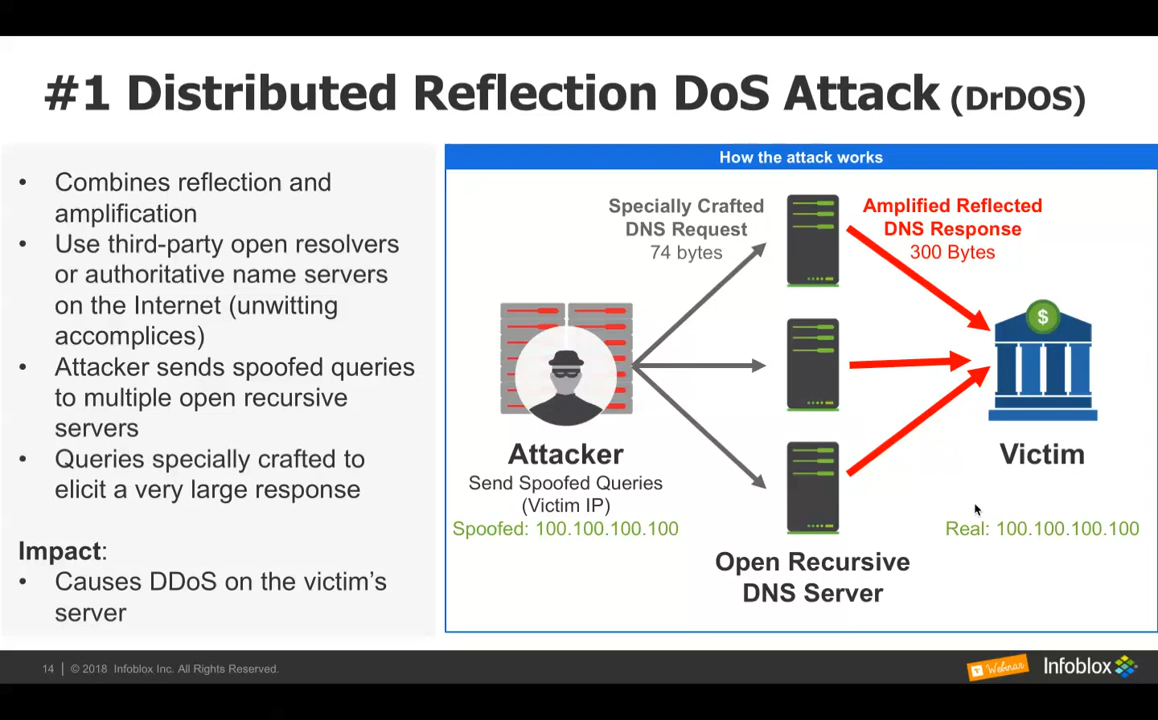 #1 Distributed Reflection DoS Attack (DrDOS)
• Combines reflection and
amplification
• Use third-party open resolvers
or authoritative name servers
on the Internet (unwitting
accomplices)
• Attacker sends spoofed queries
to multiple open recursive
servers
• Queries specially crafted to
elicit a very large response
Impact:
• Causes DDoS on the victim's
server
How the attack works
Specially Crafted
DNS Request
74 bytes
Amplified Reflected
DNS Response
300 Bytes
$
Attacker
Send Spoofed Queries
(Victim IP)
Spoofed: 100.100.100.100
Open Recursive
DNS Server
Victim
Real: 100.100.100.100
14 | © 2018 Infoblox Inc. All Rights Reserved.
Webinar
Infoblox